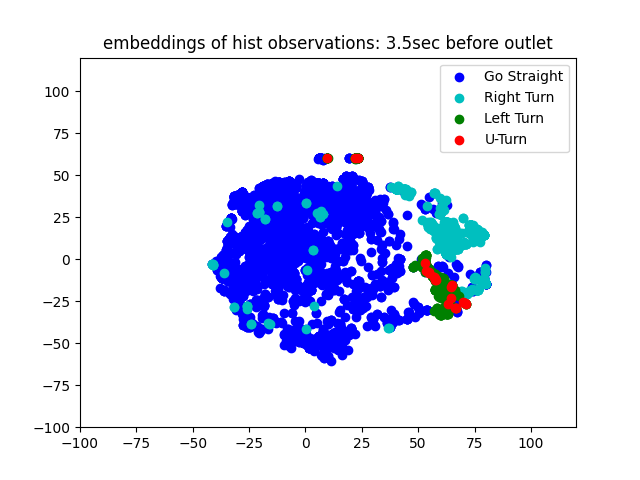 embeddings of hist observations: 3.5sec before outlet
Go Straight
Right Turn
Left Turn
U-Turn
100
75
50
25
0
−25
−50
−75
−100
−100 −75 −50 −25 0 25 50 75 100